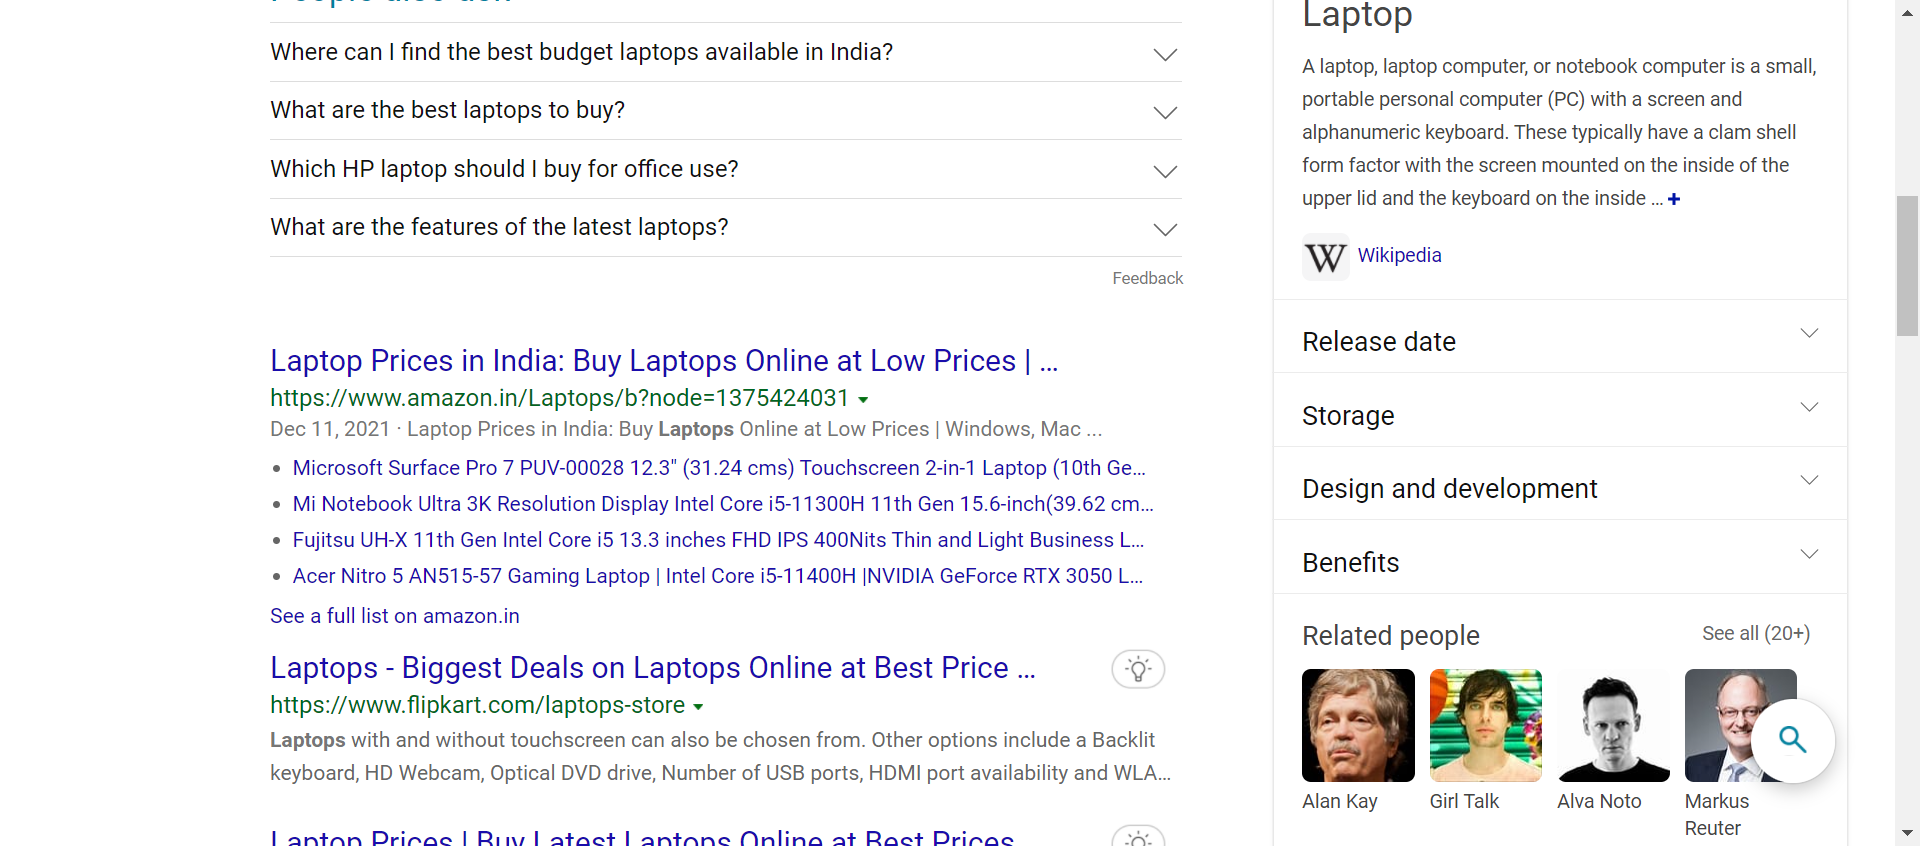 People also ask
Where can I find the best budget laptops available in India?
What are the best laptops to buy?
Which HP laptop should I buy for office use?
What are the features of the latest laptops?
Feedback
Laptop Prices in India: Buy Laptops Online at Low Prices | ...
https://www.amazon.in/Laptops/b?node=1375424031
Dec 11, 2021 · Laptop Prices in India: Buy Laptops Online at Low Prices | Windows, Mac ...
• Microsoft Surface Pro 7 PUV-00028 12.3" (31.24 cms) Touchscreen 2-in-1 Laptop (10th Ge...
• Mi Notebook Ultra 3K Resolution Display Intel Core i5-11300H 11th Gen 15.6-inch(39.62 cm...
• Fujitsu UH-X 11th Gen Intel Core i5 13.3 inches FHD IPS 400Nits Thin and Light Business L...
• Acer Nitro 5 AN515-57 Gaming Laptop | Intel Core i5-11400H |NVIDIA GeForce RTX 3050 L...
See a full list on amazon.in
Laptops - Biggest Deals on Laptops Online at Best Price ...
https://www.flipkart.com/laptops-store
Laptops with and without touchscreen can also be chosen from. Other options include a Backlit
keyboard, HD Webcam, Optical DVD drive, Number of USB ports, HDMI port availability and WLA...
Laptop Prices | Buy Latest Laptops Online at Best Prices
Laptop
A laptop, laptop computer, or notebook computer is a small,
portable personal computer (PC) with a screen and
alphanumeric keyboard. These typically have a clam shell
form factor with the screen mounted on the inside of the
upper lid and the keyboard on the inside ... +
W Wikipedia
Release date
Storage
Design and development
Benefits
Related people
See all (20+)
Alan Kay
Girl Talk
Alva Noto
Markus
Reuter